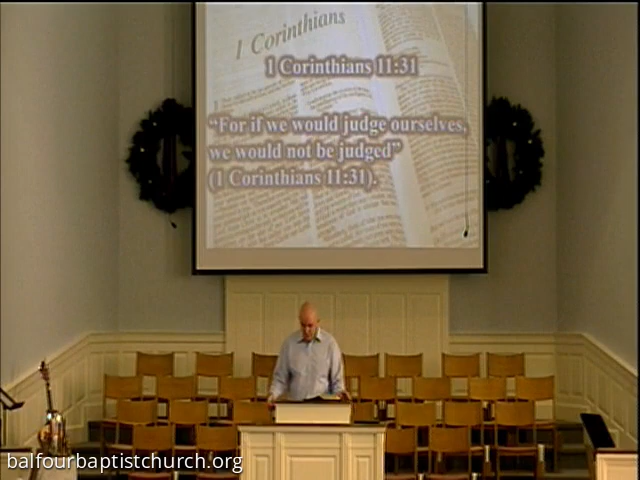 1 Corinthians
1 Corinthians 11:31
"For if we would judge ourselves,
we would not be judged"
(1 Corinthians 11:31).
balfourbaptistchurch.org